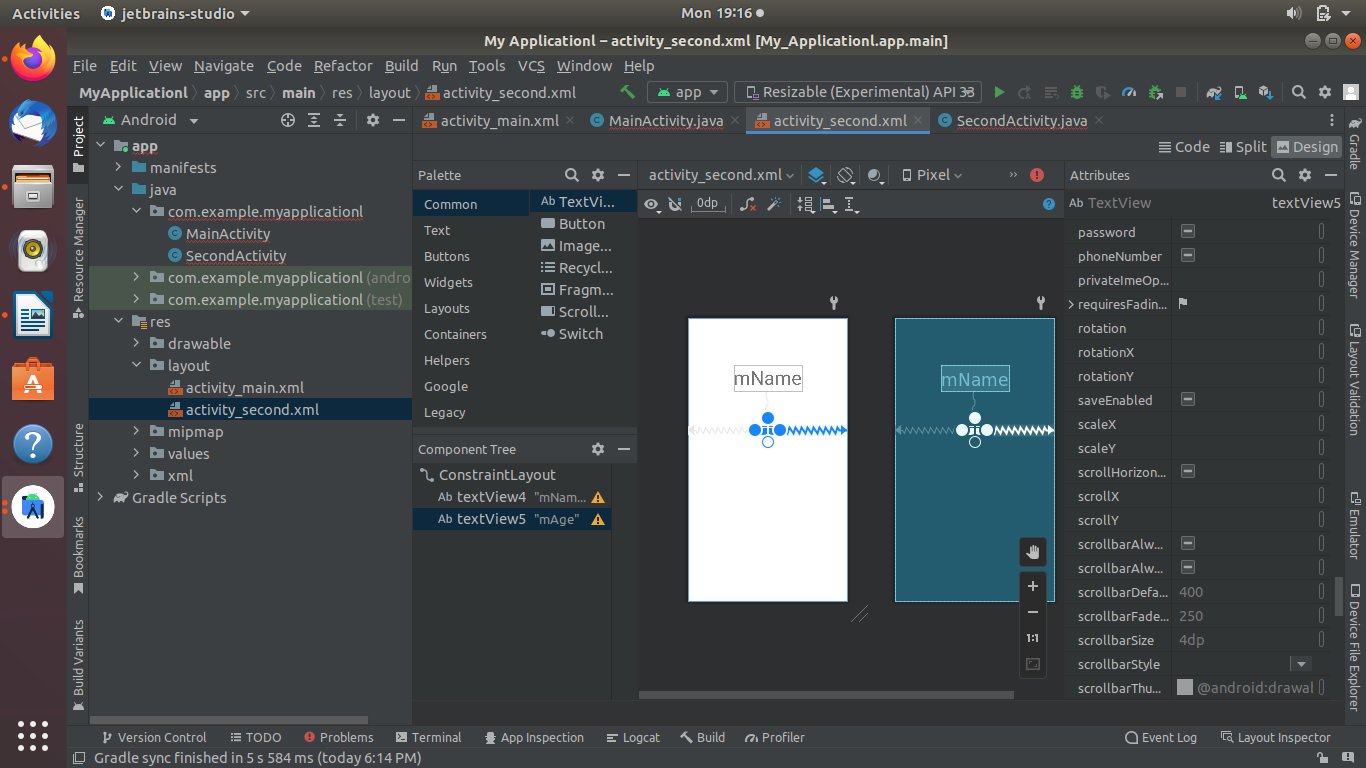 Activities jetbrains-studio Mon 19:16
My Applicationl – activity_second.xml [My_Applicationl.app.main]
File Edit View Navigate Code Refactor Build Run Tools VCS Window Help
MyApplicationl app src main res layout activity_second.xml app Resizable (Experimental) API 33
Project
Resource Manager
Structure
Bookmarks
Build Variants
Android
app
manifests
java
com.example.myapplicationl
MainActivity
SecondActivity
com.example.myapplicationl (andro
com.example.myapplicationl (test)
res
drawable
layout
activity_main.xml
activity_second.xml
mipmap
values
xml
Gradle Scripts
activity_main.xml MainActivity.java activity_second.xml SecondActivity.java
Code Split Design
Palette
Common
Text
Buttons
Widgets
Layouts
Containers
Helpers
Google
Legacy
Ab TextVi...
Button
Image...
Recycl...
Fragm...
Scroll...
Switch
Component Tree
ConstraintLayout
Ab textView4 "mNam...
Ab textView5 "mAge"
activity_second.xml Pixel »
0dp
mName
mName
1:1
Attributes
Ab TextView textView5
password
phoneNumber
privateImeOp...
requiresFadin...
rotation
rotationX
rotationY
saveEnabled
scaleX
scaleY
scrollHorizon...
scrollX
scrollY
scrollbarAlw...
scrollbarAlw...
scrollbarDefa... 400
scrollbarFade... 250
scrollbarSize 4dp
scrollbarStyle
scrollbarThu... @android:drawal
Gradle
Device Manager
Layout Validation
Emulator
Device File Explorer
Version Control TODO Problems Terminal App Inspection Logcat Build Profiler Event Log Layout Inspector
Gradle sync finished in 5 s 584 ms (today 6:14 PM)